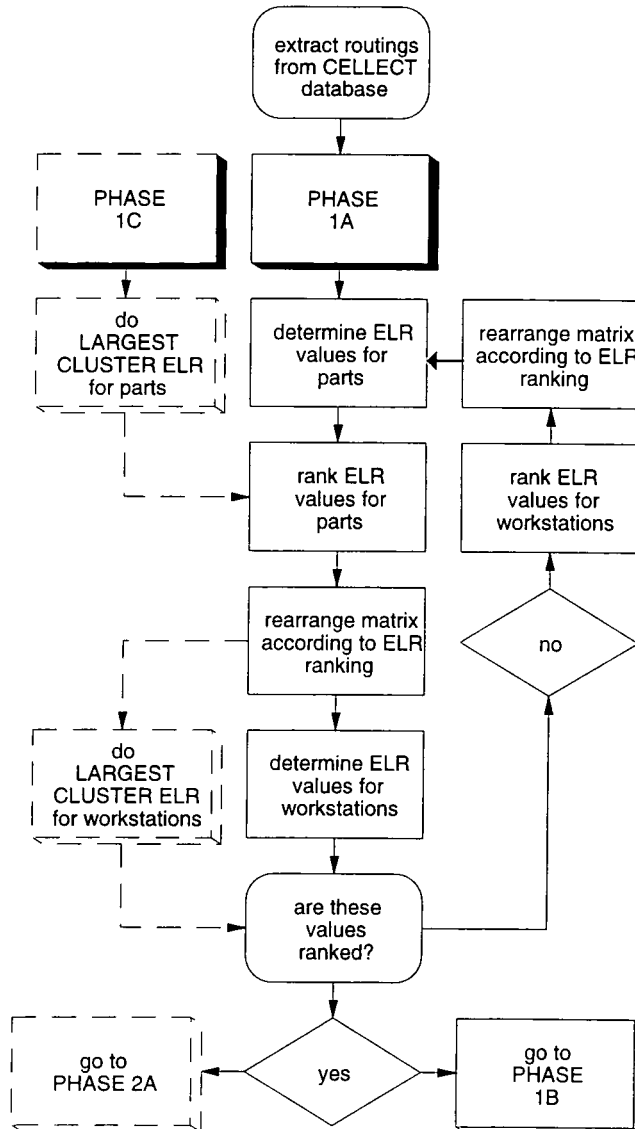 extract routings
from CELLECT
database
PHASE
1C
PHASE
1A
do
LARGEST
CLUSTER ELR
for parts
determine ELR
values for
parts
rearrange matrix
according to ELR
ranking
rank ELR
values for
parts
rank ELR
values for
workstations
rearrange matrix
according to ELR
ranking
no
do
LARGEST
CLUSTER ELR
for workstations
determine ELR
values for
workstations
are these
values
ranked?
go to
PHASE 2A
yes
go to
PHASE
1B